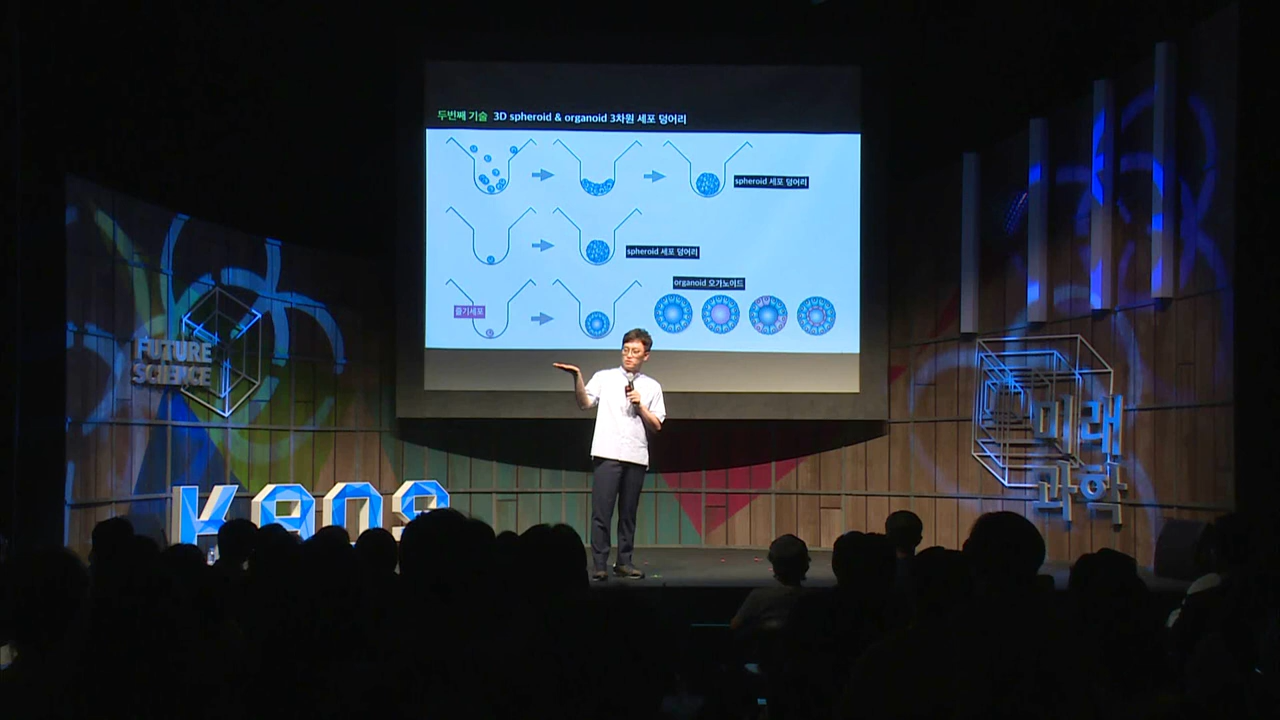 두번째 기술 3D spheroid & organoid 3차원 세포 덩어리
spheroid 세포 덩어리
spheroid 세포 덩어리
organoid 오가노이드
줄기세포
FUTURE
SCIENCE
KAOS
미래
과학